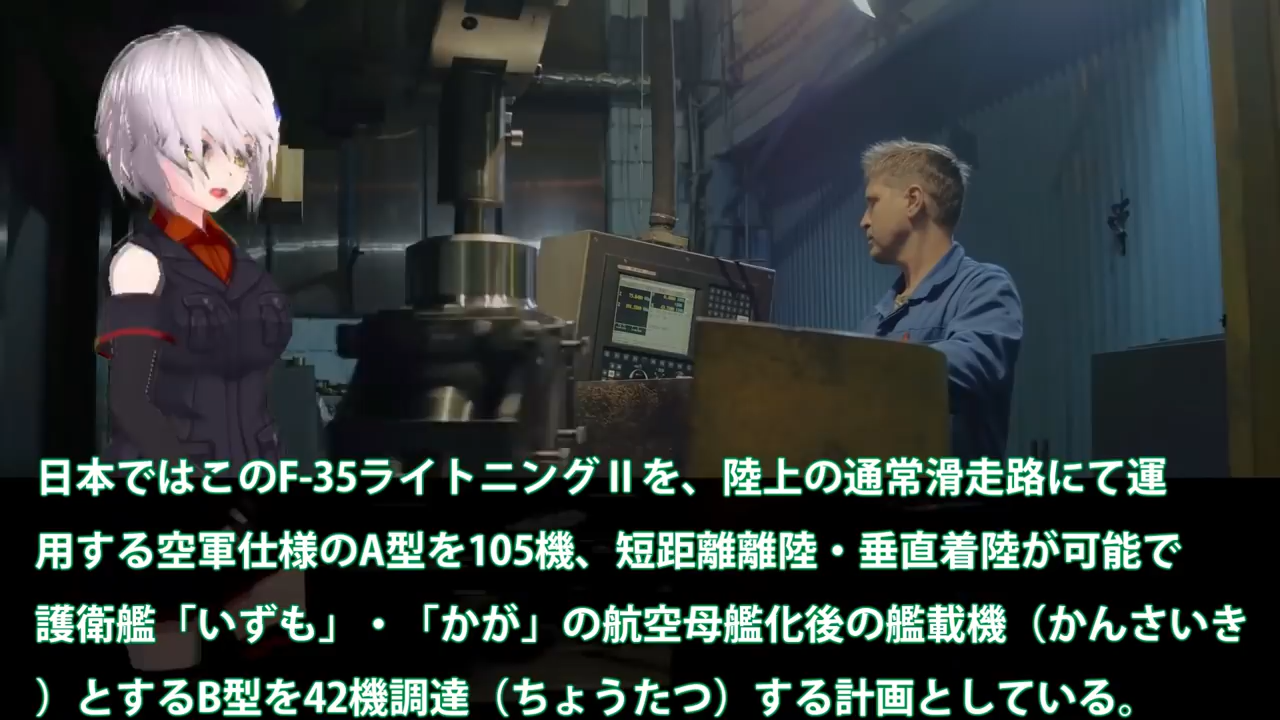 日本ではこのF-35ライトニングⅡを、陸上の通常滑走路にて運
用する空軍仕様のA型を105機、短距離離陸・垂直着陸が可能で
護衛艦「いずも」・「かが」の航空母艦化後の艦載機（かんさいき
）とするB型を42機調達（ちょうたつ）する計画としている。